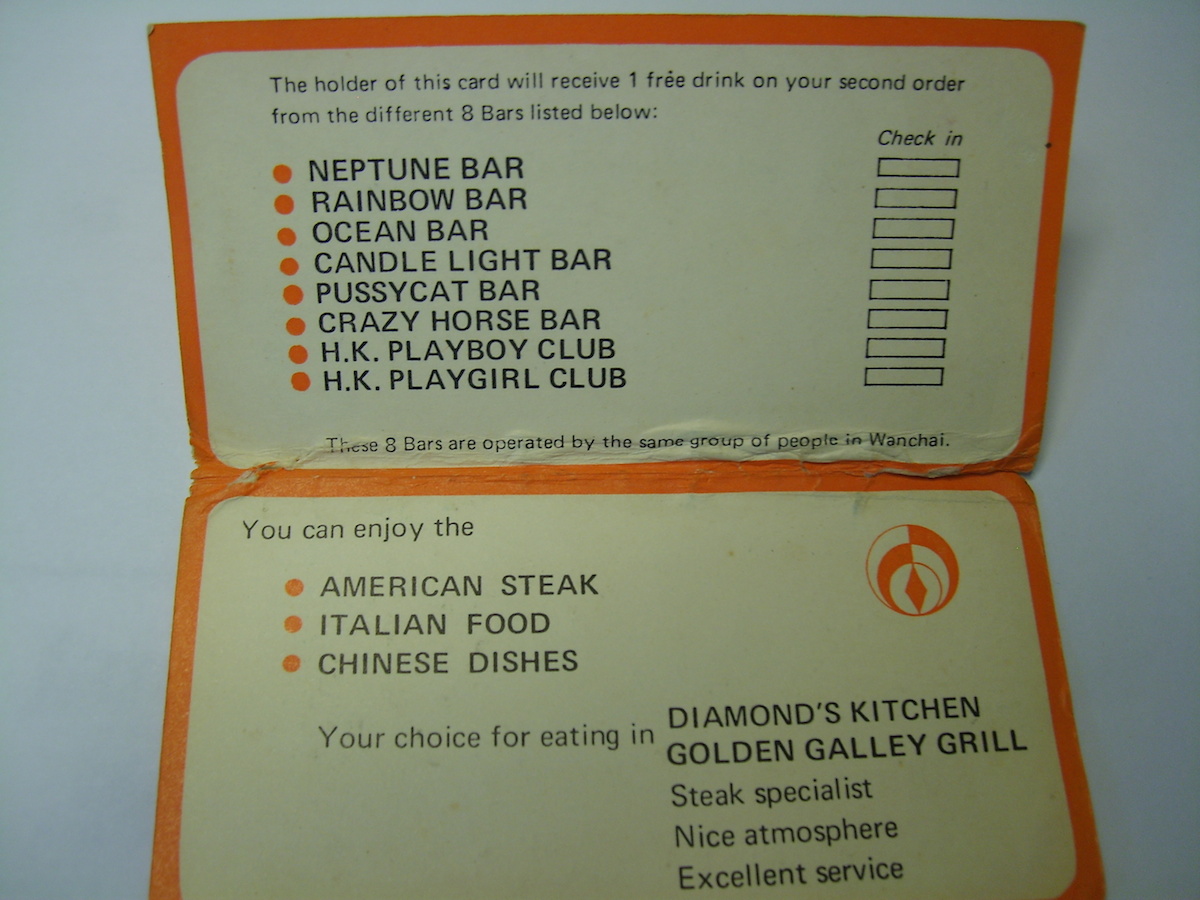 The holder of this card will receive 1 free drink on your second order
from the different 8 Bars listed below:
Check in
NEPTUNE BAR
RAINBOW BAR
OCEAN BAR
CANDLE LIGHT BAR
PUSSYCAT BAR
CRAZY HORSE BAR
H.K. PLAYBOY CLUB
H.K. PLAYGIRL CLUB
These 8 Bars are operated by the same group of people in Wanchai.
You can enjoy the
AMERICAN STEAK
ITALIAN FOOD
CHINESE DISHES
Your choice for eating in
DIAMOND'S KITCHEN
GOLDEN GALLEY GRILL
Steak specialist
Nice atmosphere
Excellent service